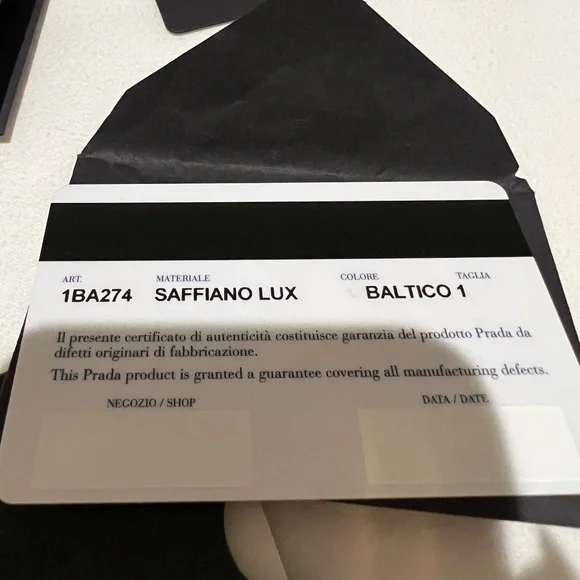 ART. MATERIALE COLORE TAGLIA
1BA274 SAFFIANO LUX BALTICO 1
Il presente certificato di autenticità costituisce garanzia del prodotto Prada da
difetti originari di fabbricazione.
This Prada product is granted a guarantee covering all manufacturing defects.
NEGOZIO / SHOP DATA / DATE